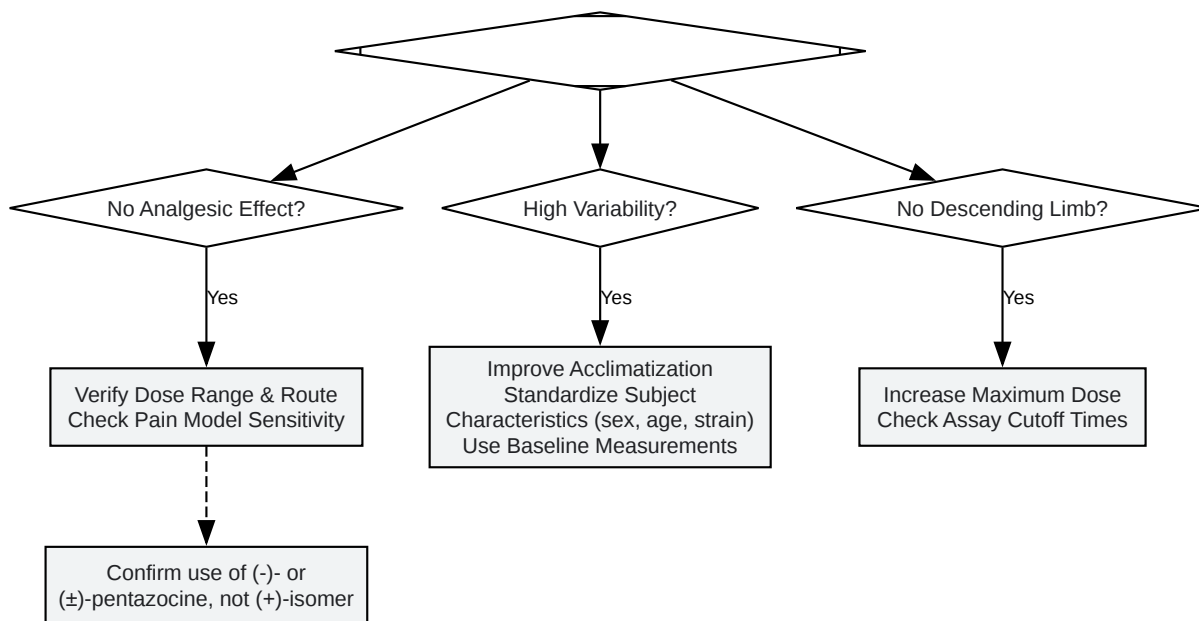 No Analgesic Effect?
High Variability?
No Descending Limb?
Yes
Yes
Yes
Verify Dose Range & Route
Check Pain Model Sensitivity
Improve Acclimatization
Standardize Subject
Characteristics (sex, age, strain)
Use Baseline Measurements
Increase Maximum Dose
Check Assay Cutoff Times
Confirm use of (-)- or
(±)-pentazocine, not (+)-isomer